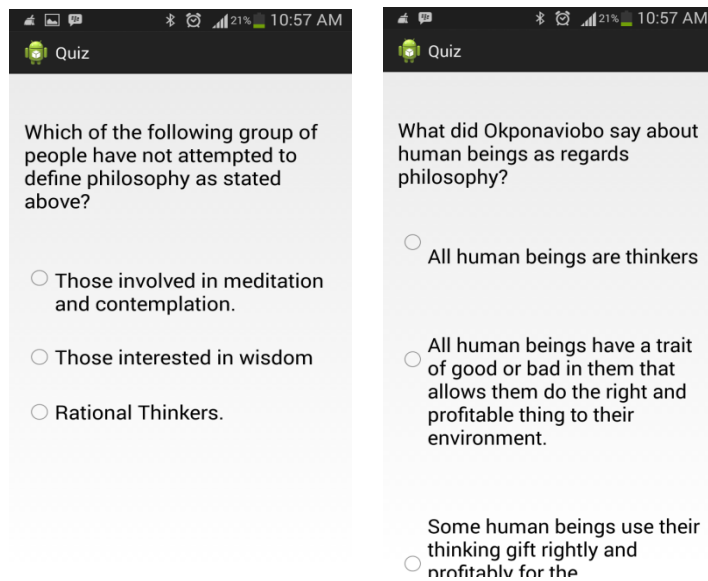 21% 10:57 AM
Quiz
Which of the following group of
people have not attempted to
define philosophy as stated
above?
Those involved in meditation
and contemplation.
Those interested in wisdom
Rational Thinkers.
21% 10:57 AM
Quiz
What did Okponaviobo say about
human beings as regards
philosophy?
All human beings are thinkers
All human beings have a trait
of good or bad in them that
allows them do the right and
profitable thing to their
environment.
Some human beings use their
thinking gift rightly and
profitably for the